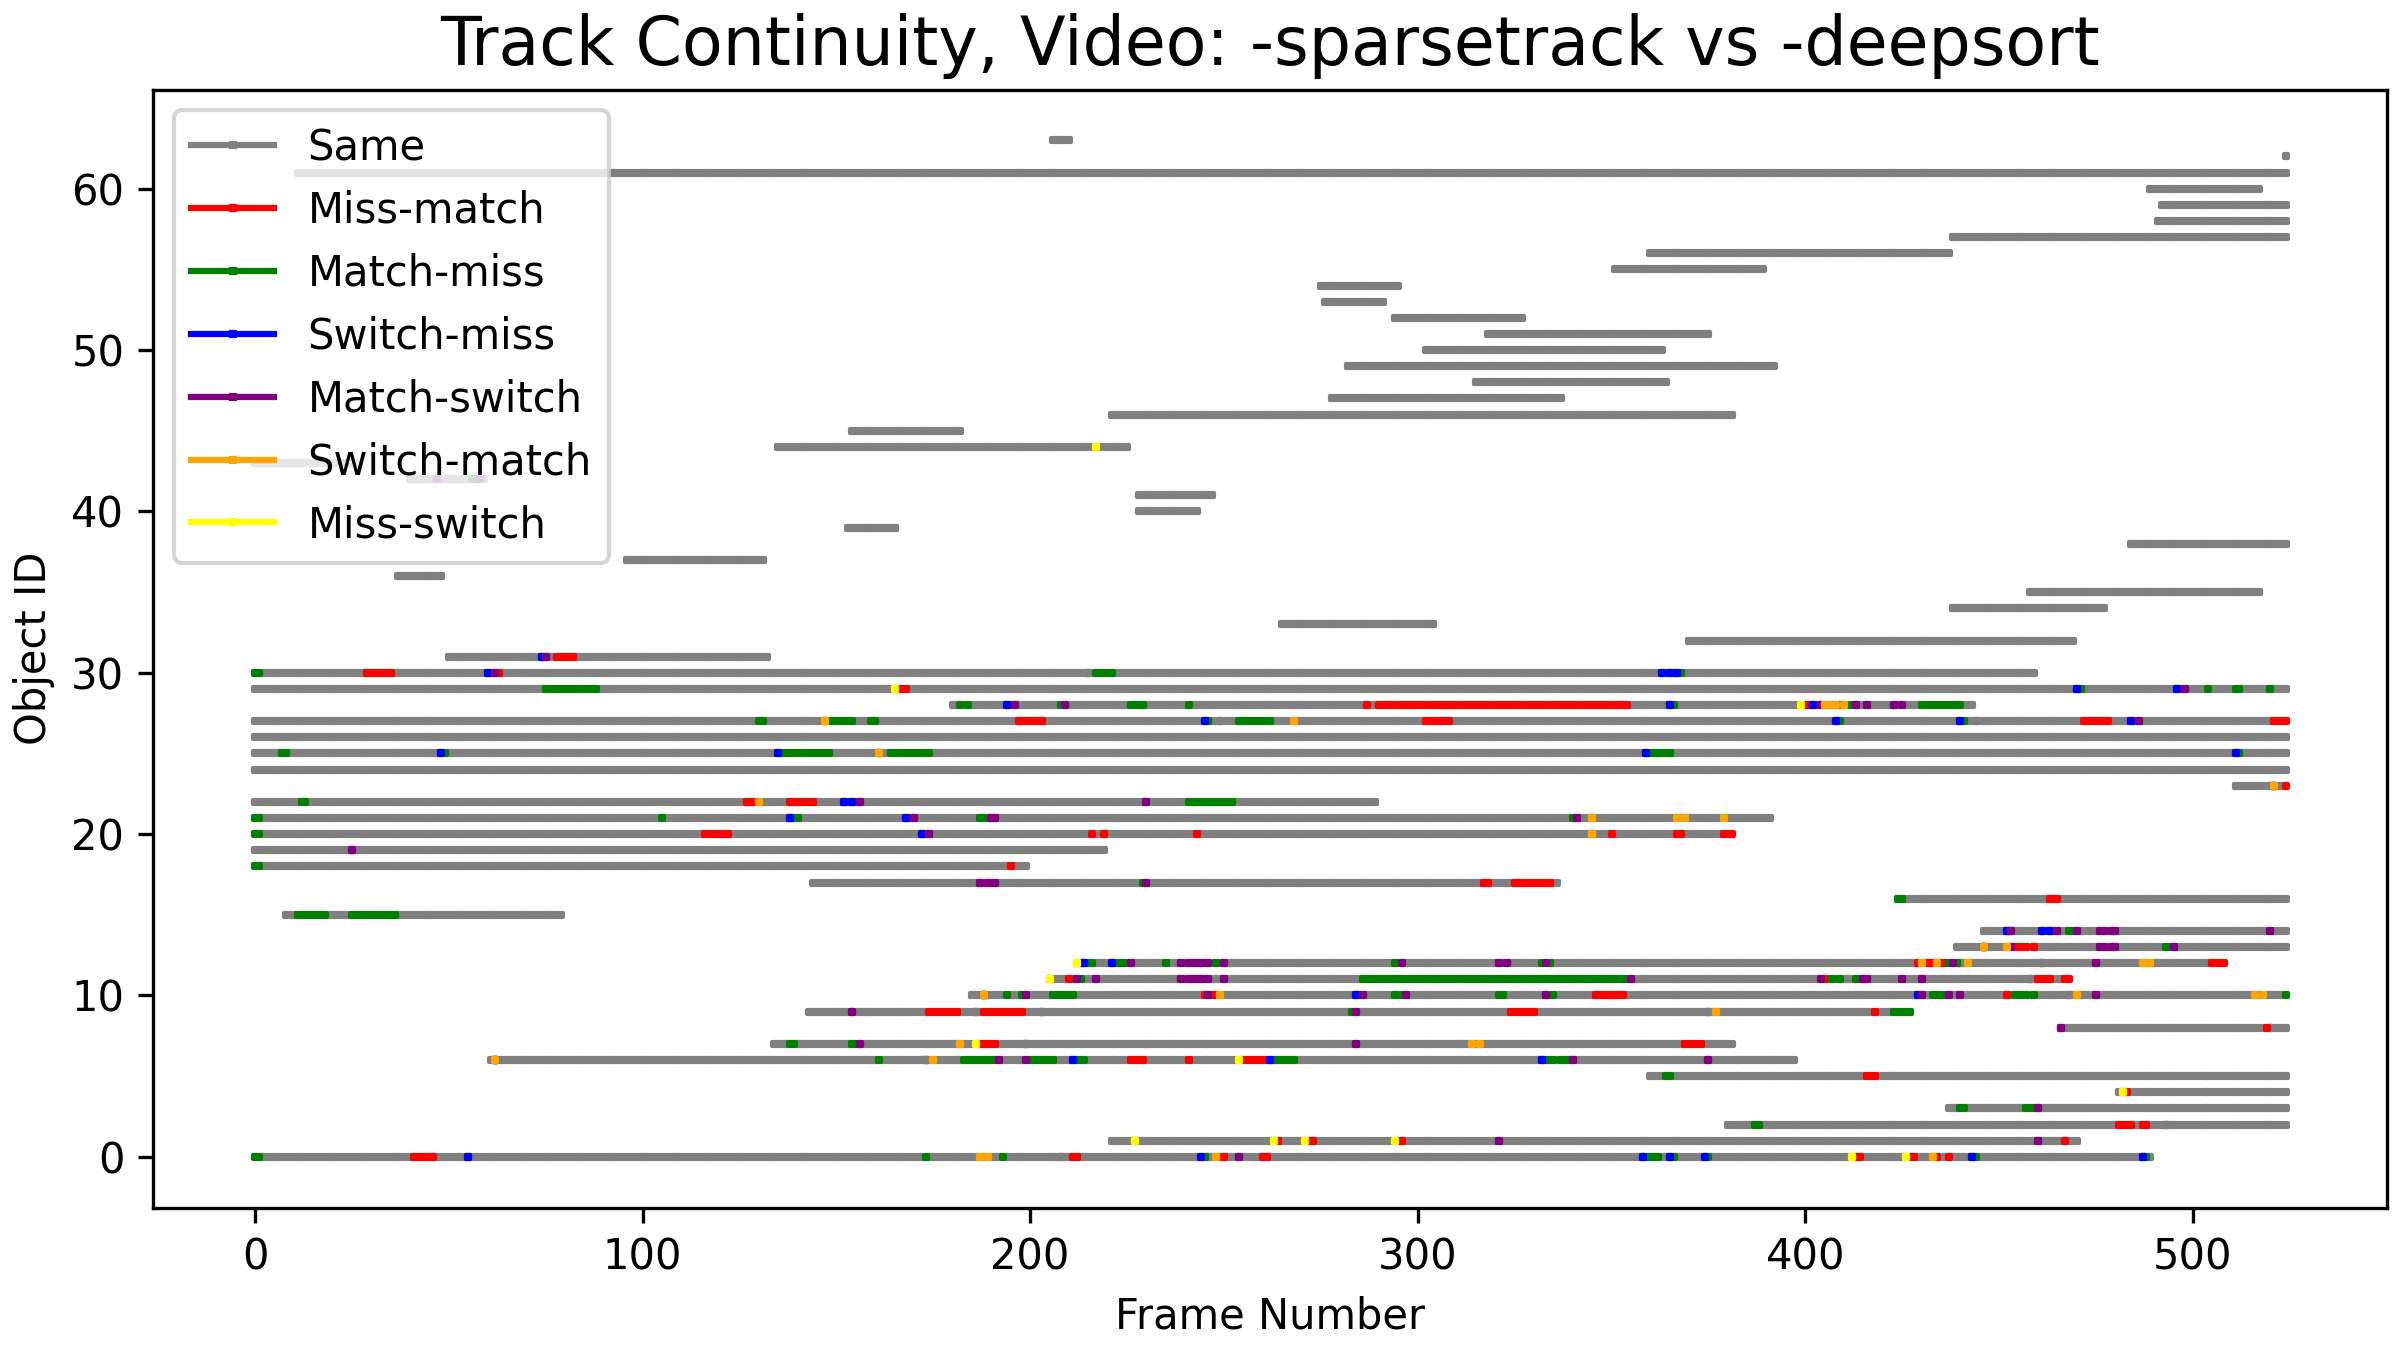 Track Continuity, Video: -sparsetrack vs -deepsort
Same
Miss-match
Match-miss
Switch-miss
Match-switch
Switch-match
Miss-switch
Object ID
60
50
40
30
20
10
0
0 100 200 300 400 500
Frame Number